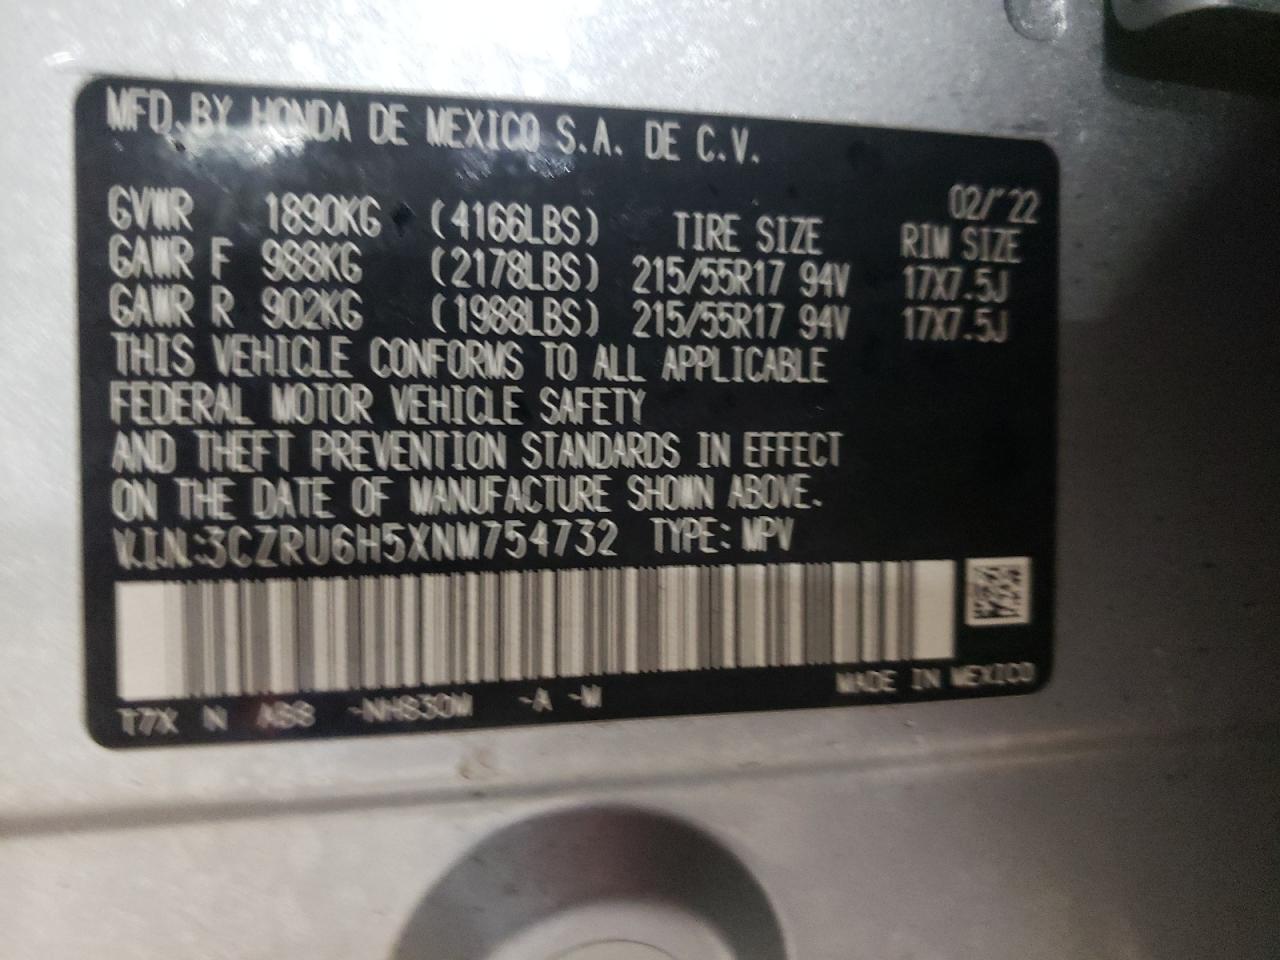 MFD.BY HONDA DE MEXICO S.A. DE C.V.
02/'22
GVWR 1890KG (4166LBS) TIRE SIZE RIM SIZE
GAWR F 988KG (2178LBS) 215/55R17 94V 17X7.5J
GAWR R 902KG (1988LBS) 215/55R17 94V 17X7.5J
THIS VEHICLE CONFORMS TO ALL APPLICABLE
FEDERAL MOTOR VEHICLE SAFETY
AND THEFT PREVENTION STANDARDS IN EFFECT
ON THE DATE OF MANUFACTURE SHOWN ABOVE.
V.I.N.:3CZRU6H5XNM754732 TYPE: MPV
T7X N A88 -NH830M -A -M
MADE IN MEXICO